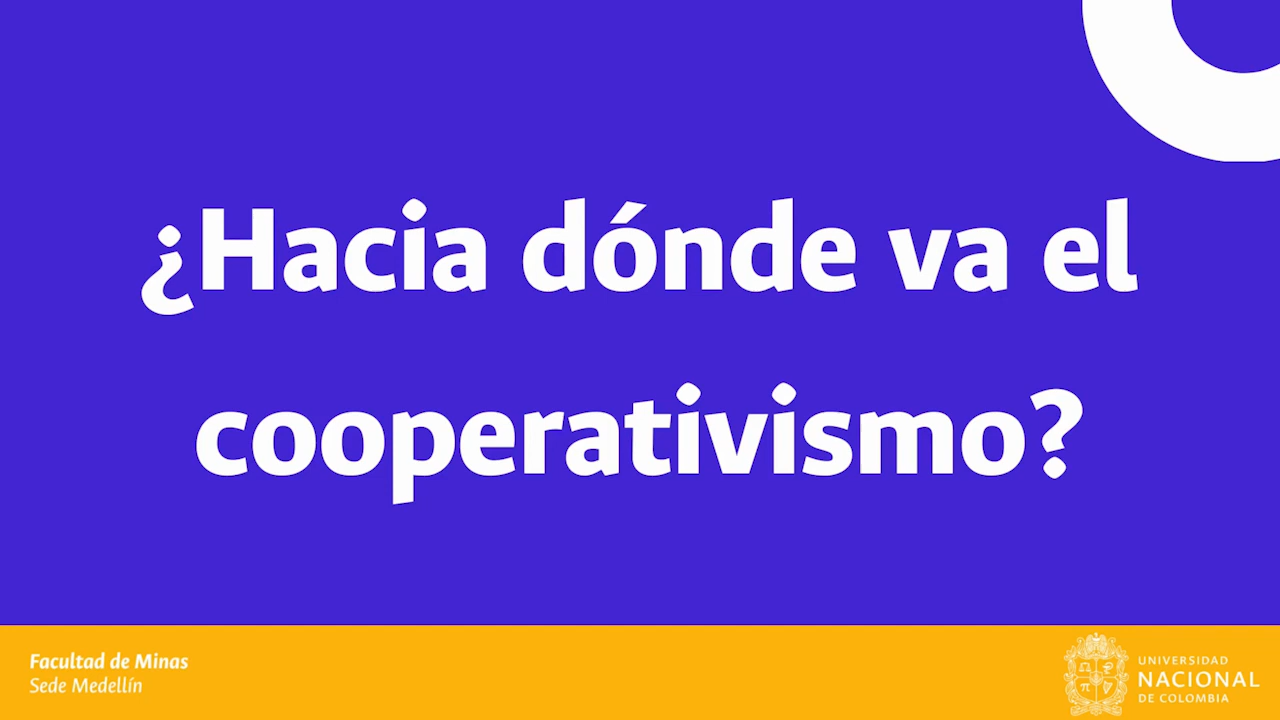 ¿Hacia dónde va el
cooperativismo?
Facultad de Minas
Sede Medellín
UNIVERSIDAD
NACIONAL
DE COLOMBIA